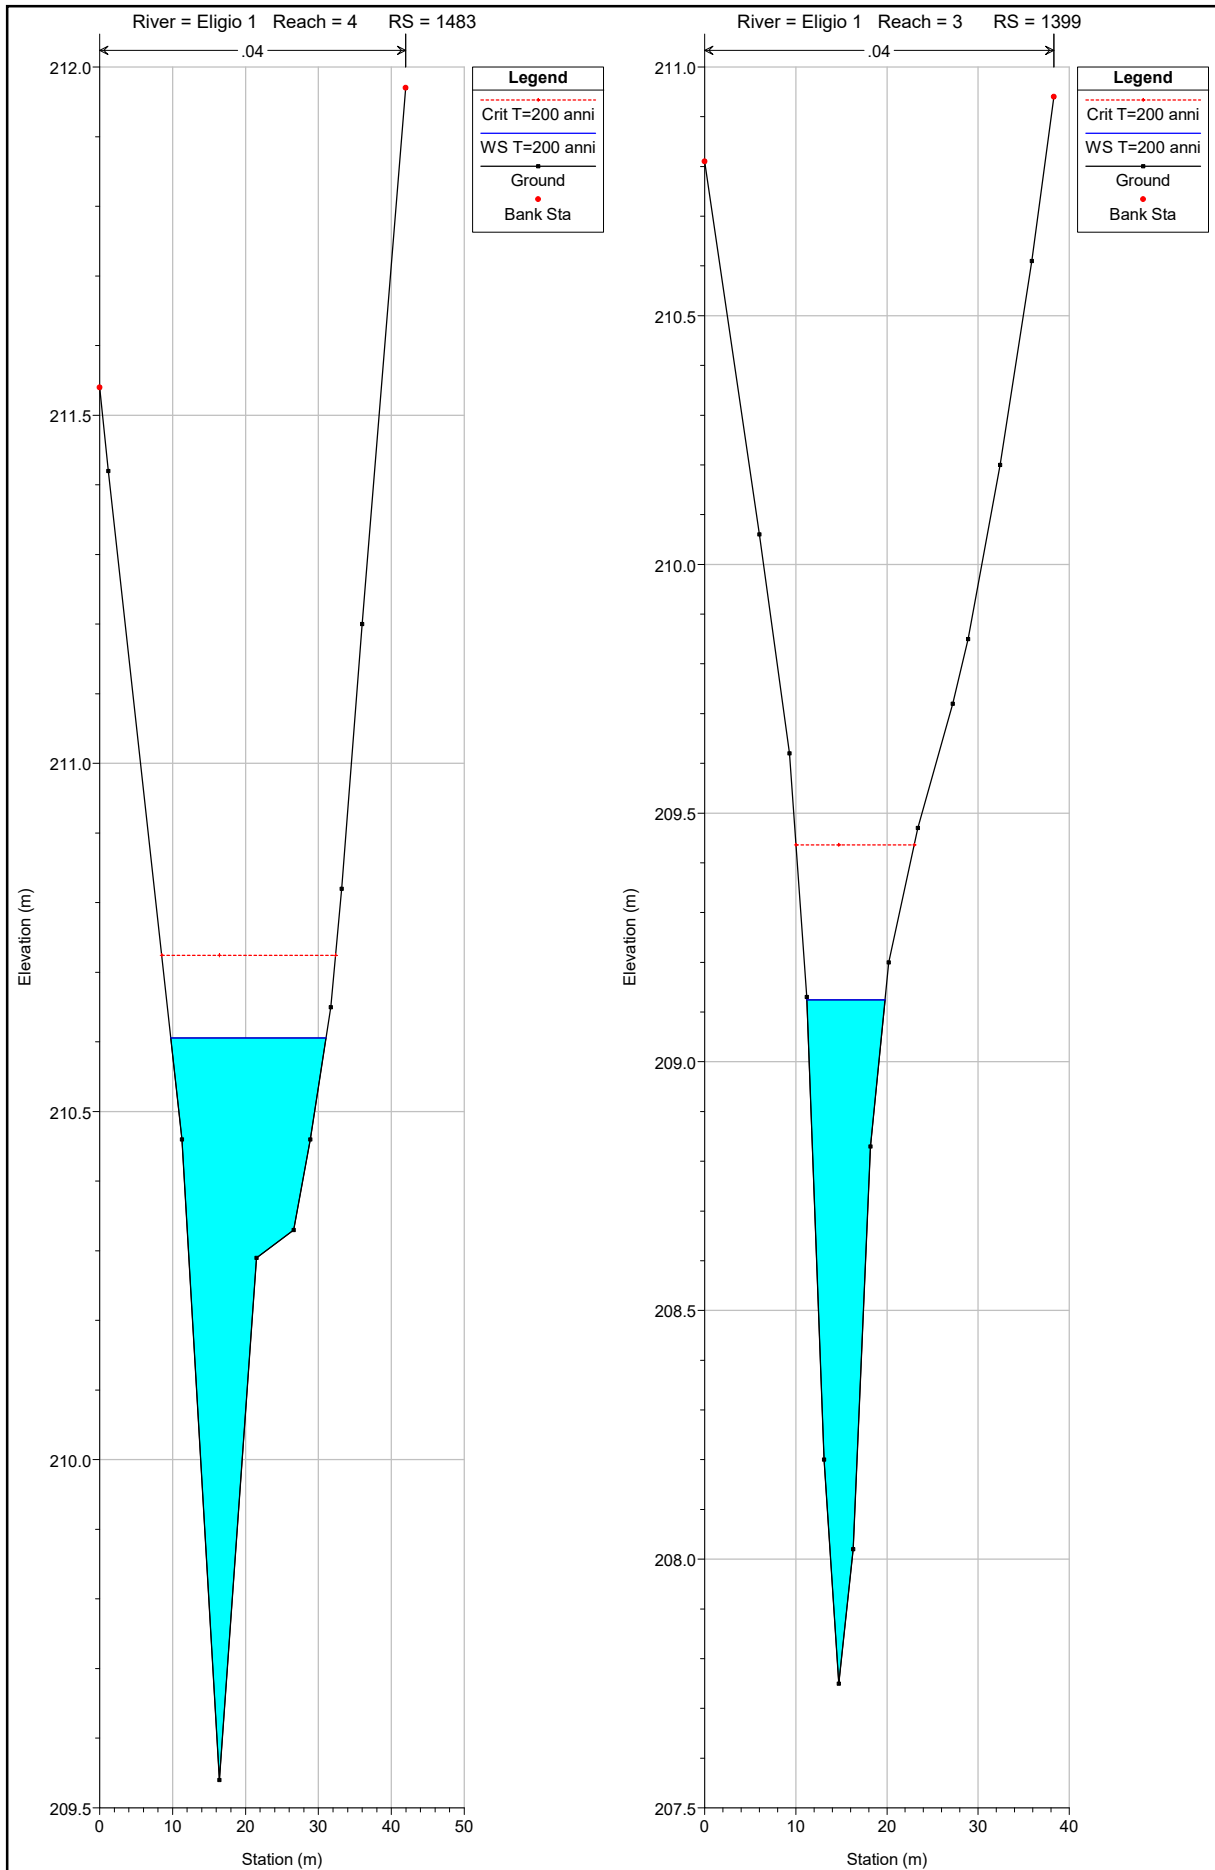 River = Eligio 1 Reach = 4 RS = 1483
.04
212.0
211.5
211.0
210.5
210.0
209.5
Elevation (m)
0 10 20 30 40 50
Station (m)
Legend
Crit T=200 anni
WS T=200 anni
Ground
Bank Sta
River = Eligio 1 Reach = 3 RS = 1399
.04
211.0
210.5
210.0
209.5
209.0
208.5
208.0
207.5
Elevation (m)
0 10 20 30 40
Station (m)
Legend
Crit T=200 anni
WS T=200 anni
Ground
Bank Sta